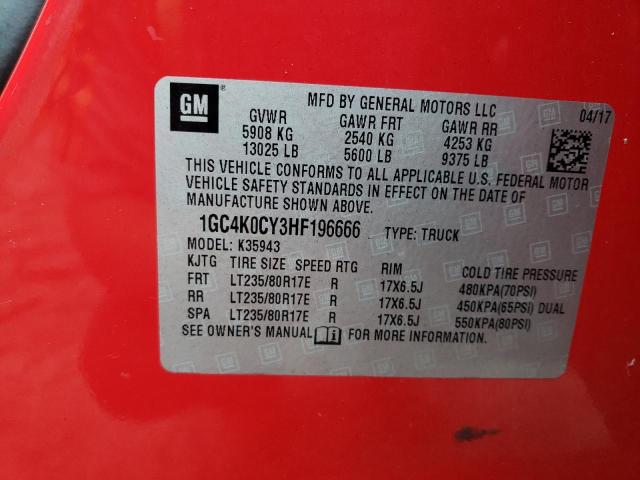 GM
MFD BY GENERAL MOTORS LLC
04/17
GVWR GAWR FRT GAWR RR
5908 KG 2540 KG 4253 KG
13025 LB 5600 LB 9375 LB
THIS VEHICLE CONFORMS TO ALL APPLICABLE U.S. FEDERAL MOTOR
VEHICLE SAFETY STANDARDS IN EFFECT ON THE DATE OF
MANUFACTURE SHOWN ABOVE.
1GC4K0CY3HF196666 TYPE: TRUCK
MODEL: K35943
KJTG TIRE SIZE SPEED RTG RIM COLD TIRE PRESSURE
FRT LT235/80R17E R 17X6.5J 480KPA(70PSI)
RR LT235/80R17E R 17X6.5J 450KPA(65PSI) DUAL
SPA LT235/80R17E R 17X6.5J 550KPA(80PSI)
SEE OWNER'S MANUAL FOR MORE INFORMATION.